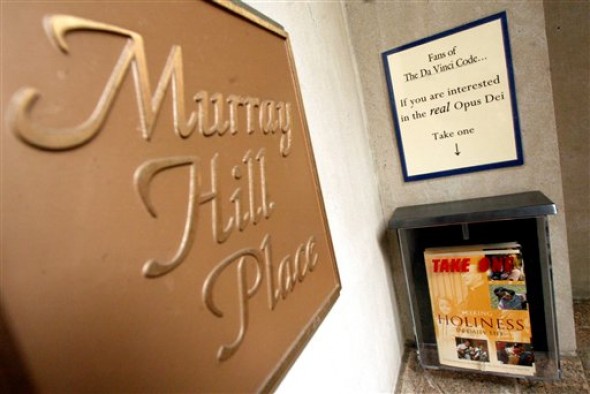 Murray
Hill
Place
Fans of
The Da Vinci Code...
If you are interested
in the real Opus Dei
Take one
↓
TAKE ONE
HOLINESS